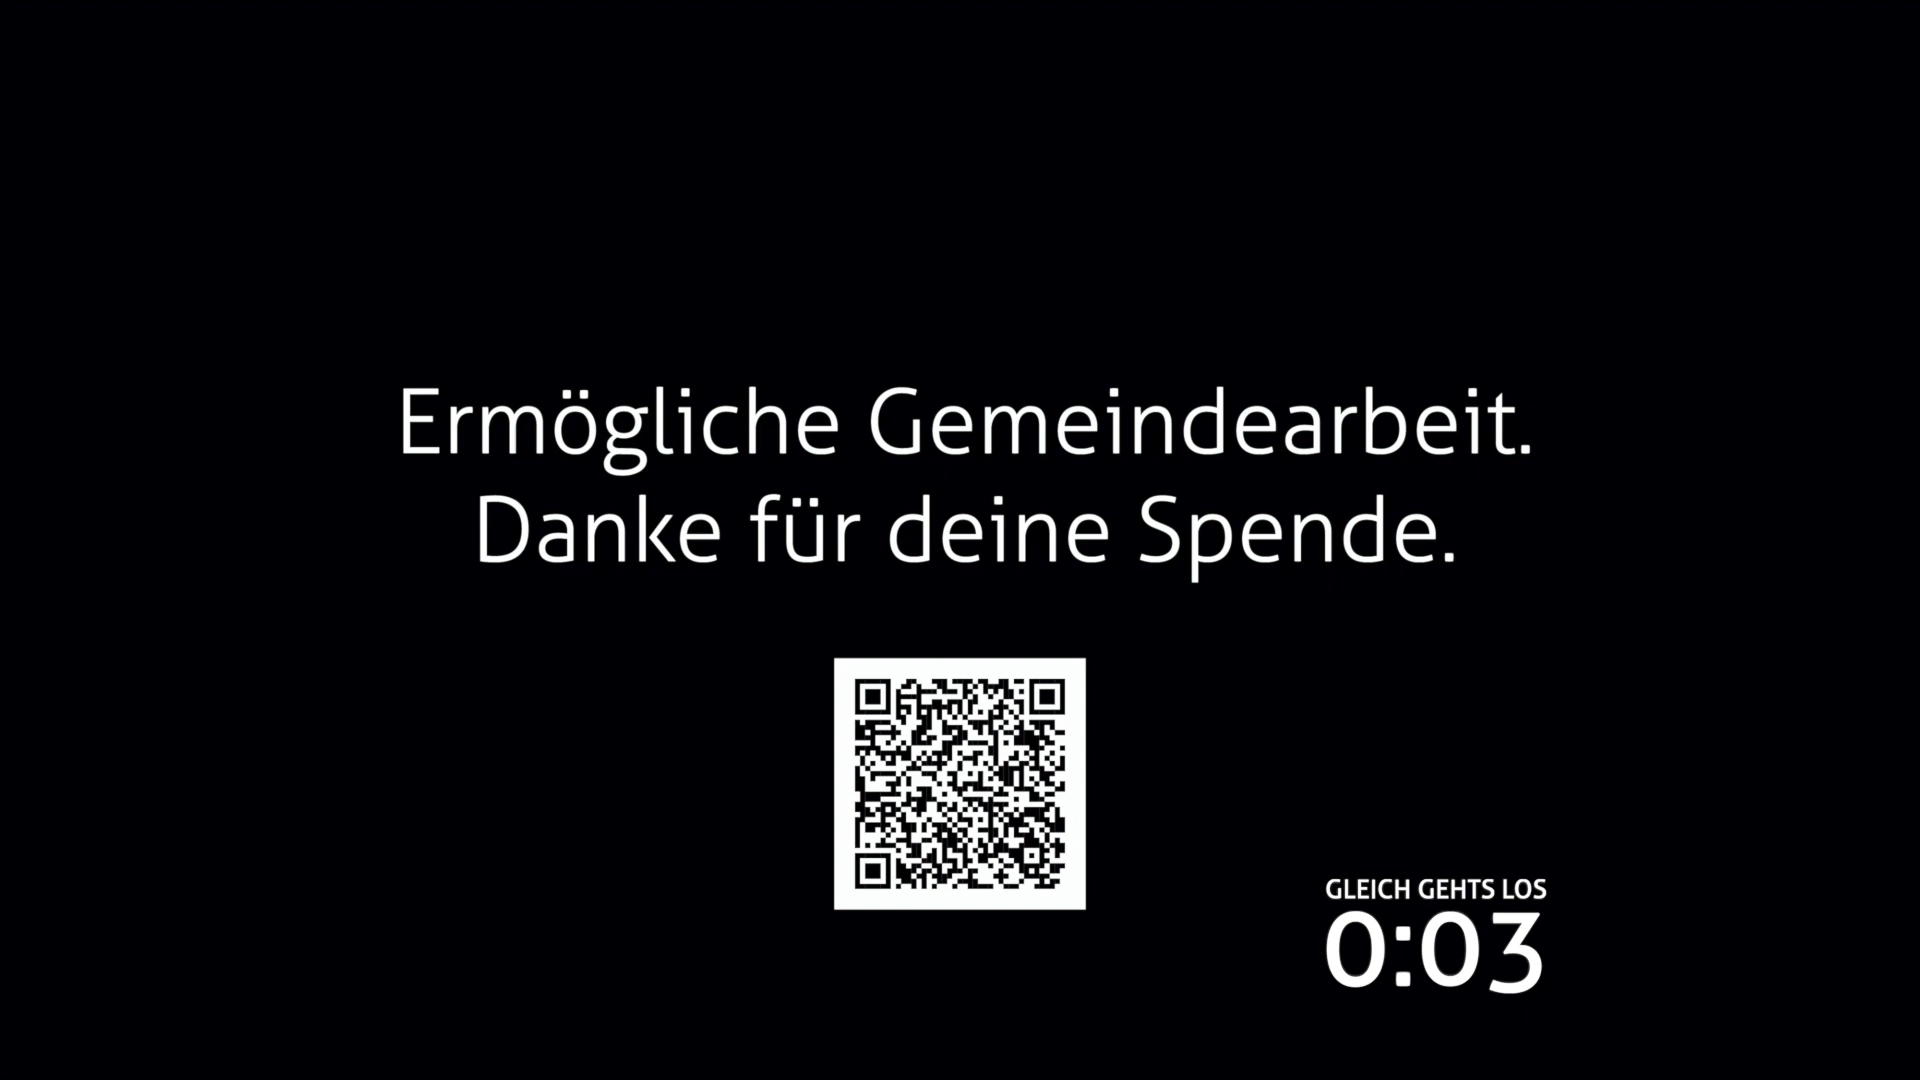 Ermögliche Gemeindearbeit.
Danke für deine Spende.
GLEICH GEHTS LOS
0:03